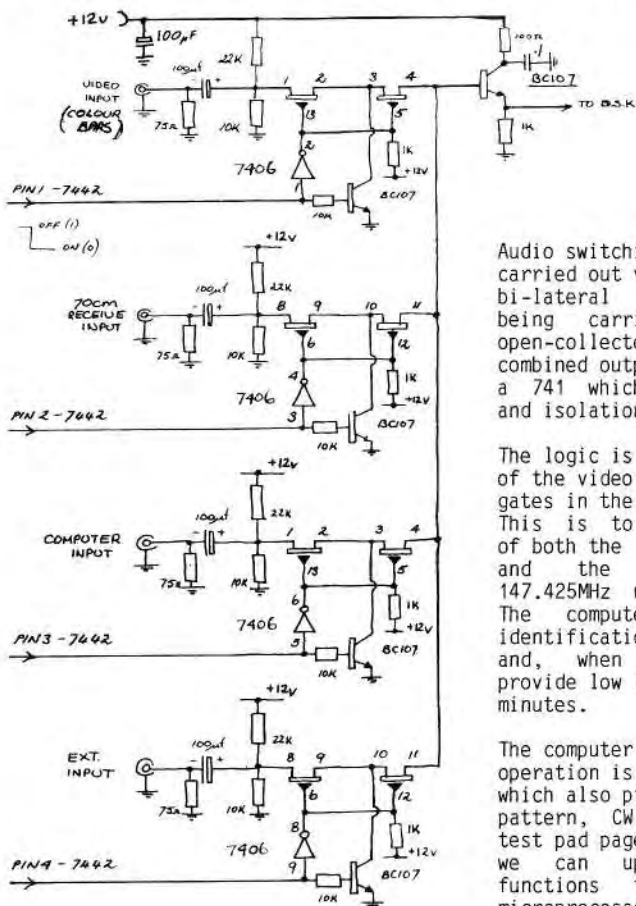 +12v
100µF
100Ω
.1
BC107
22K
100µf
VIDEO
INPUT
(COLOUR
BARS)
75Ω
10K
1
2
3
4
13
5
TO B.S.K.
1K
1K
+12V
2
7406
1
PIN1-7442
10K
BC107
OFF (1)
ON (0)
+12V
22K
100µf
70cm
RECEIVE
INPUT
75Ω
10K
8
9
10
11
6
12
1K
+12V
4
7406
3
PIN 2-7442
10K
BC107
+12V
22K
100µf
COMPUTER
INPUT
75Ω
10K
1
2
3
4
13
5
1K
+12V
6
7406
5
PIN3-7442
10K
BC107
+12V
22K
100µf
EXT.
INPUT
75Ω
10K
8
9
10
11
6
12
1K
+12V
8
7406
9
PIN4-7442
10K
BC107
Audio switchi
carried out v
bi-lateral
being carri
open-collecto
combined outp
a 741 which
and isolation
The logic is
of the video
gates in the
This is to
of both the
and the
147.425MHz
The compute
identificatio
and, when
provide low
minutes.
The computer
operation is
which also p
pattern, CW
test pad page
we can up
functions